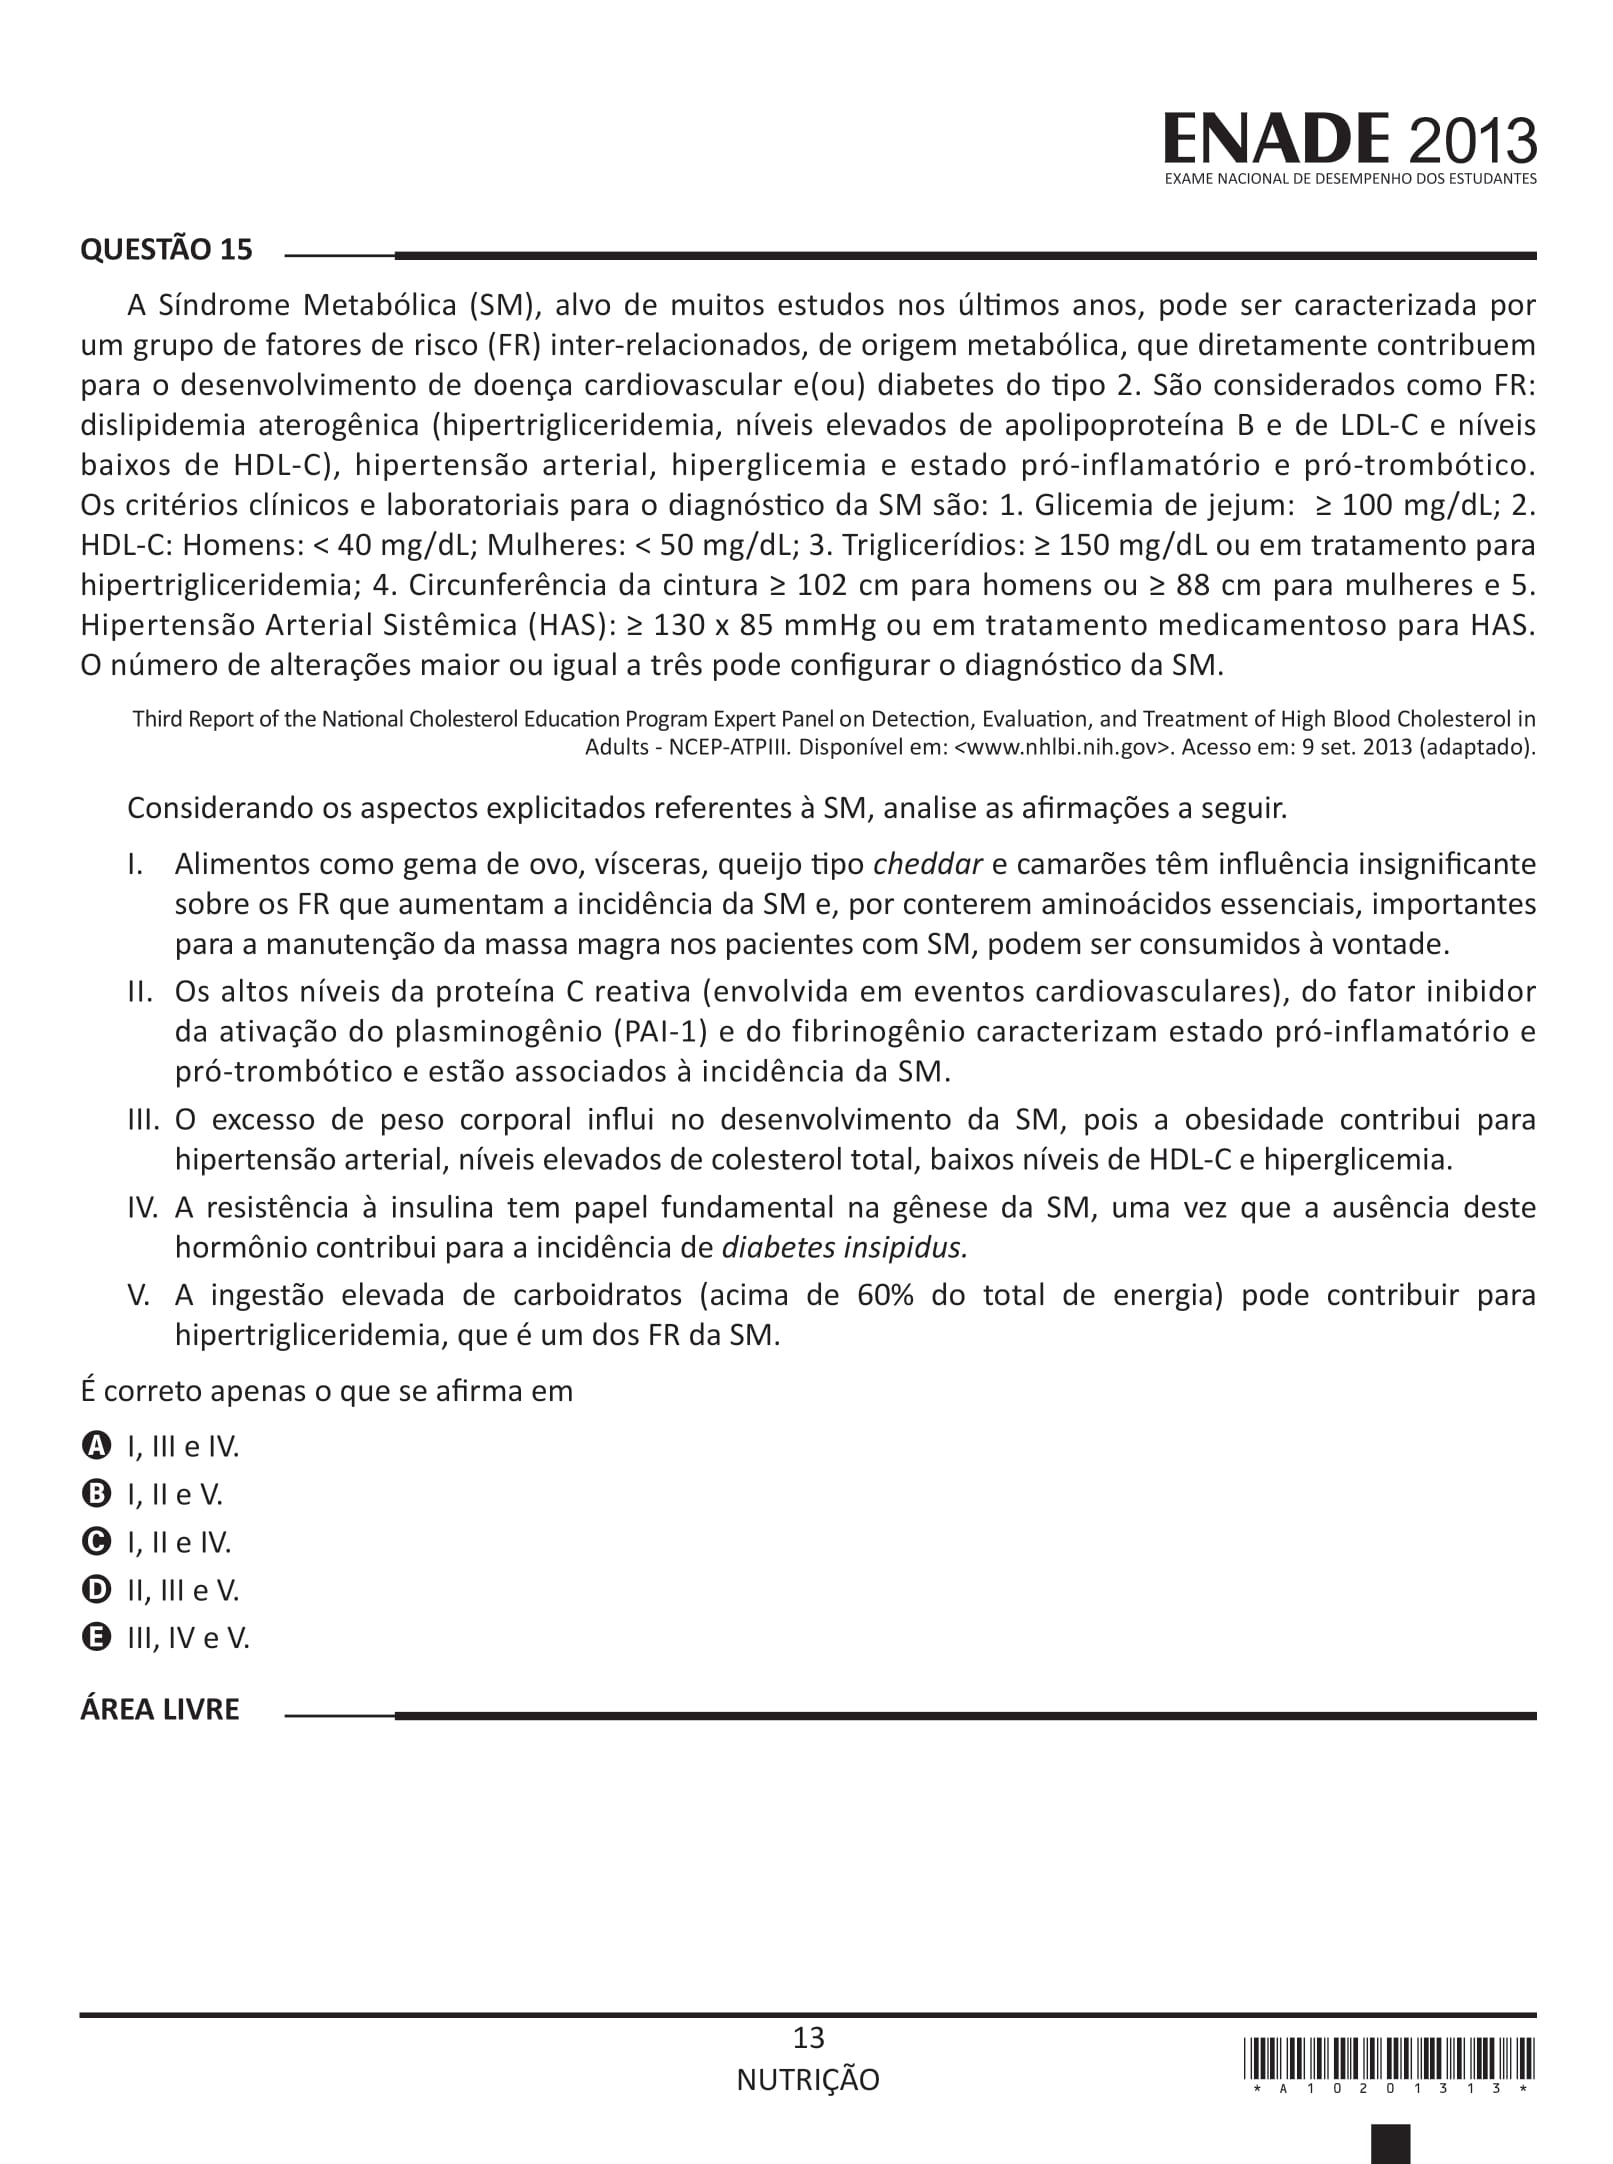 ENADE 2013
EXAME NACIONAL DE DESEMPENHO DOS ESTUDANTES
QUESTÃO 15
A Síndrome Metabólica (SM), alvo de muitos estudos nos últimos anos, pode ser caracterizada por
um grupo de fatores de risco (FR) inter-relacionados, de origem metabólica, que diretamente contribuem
para o desenvolvimento de doença cardiovascular e(ou) diabetes do tipo 2. São considerados como FR:
dislipidemia aterogênica (hipertrigliceridemia, níveis elevados de apolipoproteína B e de LDL-C e níveis
baixos de HDL-C), hipertensão arterial, hiperglicemia e estado pró-inflamatório e pró-trombótico.
Os critérios clínicos e laboratoriais para o diagnóstico da SM são: 1. Glicemia de jejum: ≥ 100 mg/dL; 2.
HDL-C: Homens: < 40 mg/dL; Mulheres: < 50 mg/dL; 3. Triglicerídios: ≥ 150 mg/dL ou em tratamento para
hipertrigliceridemia; 4. Circunferência da cintura ≥ 102 cm para homens ou ≥ 88 cm para mulheres e 5.
Hipertensão Arterial Sistêmica (HAS): ≥ 130 x 85 mmHg ou em tratamento medicamentoso para HAS.
O número de alterações maior ou igual a três pode configurar o diagnóstico da SM.
Third Report of the National Cholesterol Education Program Expert Panel on Detection, Evaluation, and Treatment of High Blood Cholesterol in
Adults - NCEP-ATPIII. Disponível em: <www.nhlbi.nih.gov>. Acesso em: 9 set. 2013 (adaptado).
Considerando os aspectos explicitados referentes à SM, analise as afirmações a seguir.
I. Alimentos como gema de ovo, vísceras, queijo tipo cheddar e camarões têm influência insignificante
sobre os FR que aumentam a incidência da SM e, por conterem aminoácidos essenciais, importantes
para a manutenção da massa magra nos pacientes com SM, podem ser consumidos à vontade.
II. Os altos níveis da proteína C reativa (envolvida em eventos cardiovasculares), do fator inibidor
da ativação do plasminogênio (PAI-1) e do fibrinogênio caracterizam estado pró-inflamatório e
pró-trombótico e estão associados à incidência da SM.
III. O excesso de peso corporal influi no desenvolvimento da SM, pois a obesidade contribui para
hipertensão arterial, níveis elevados de colesterol total, baixos níveis de HDL-C e hiperglicemia.
IV. A resistência à insulina tem papel fundamental na gênese da SM, uma vez que a ausência deste
hormônio contribui para a incidência de diabetes insipidus.
V. A ingestão elevada de carboidratos (acima de 60% do total de energia) pode contribuir para
hipertrigliceridemia, que é um dos FR da SM.
É correto apenas o que se afirma em
A I, III e IV.
B I, II e V.
C I, II e IV.
D II, III e V.
E III, IV e V.
ÁREA LIVRE
13
NUTRIÇÃO
* A 1 0 2 0 1 3 1 3 *